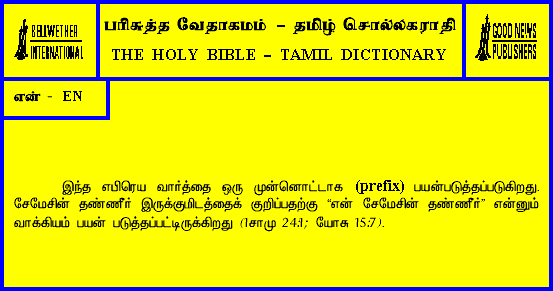 BELLWETHER
INTERNATIONAL
பரிசுத்த வேதாகமம் – தமிழ் சொல்லகராதி
THE HOLY BIBLE – TAMIL DICTIONARY
GOOD NEWS
PUBLISHERS
என் - EN
இந்த எபிரெய வார்த்தை ஒரு முன்னொட்டாக (prefix) பயன்படுத்தப்படுகிறது.
சேமேசின் தண்ணீர் இருக்குமிடத்தைக் குறிப்பதற்கு “என் சேமேசின் தண்ணீர்” என்னும்
வாக்கியம் பயன் படுத்தப்பட்டிருக்கிறது (1சாமு 24:1; யோசு 15:7).